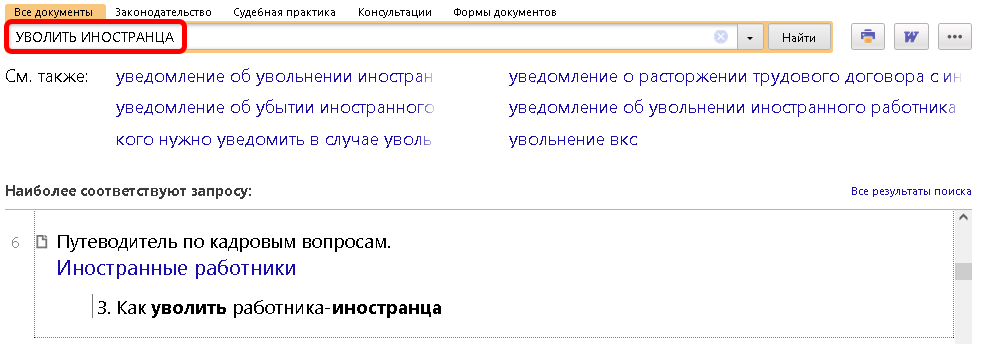 Все документы Законодательство Судебная практика Консультации Формы документов
УВОЛИТЬ ИНОСТРАНЦА Найти W
См. также: уведомление об увольнении иностран уведомление о расторжении трудового договора с ин
уведомление об убытии иностранного уведомление об увольнении иностранного работника
кого нужно уведомить в случае уволь увольнение вкс
Наиболее соответствуют запросу: Все результаты поиска
6 Путеводитель по кадровым вопросам.
Иностранные работники
3. Как уволить работника-иностранца